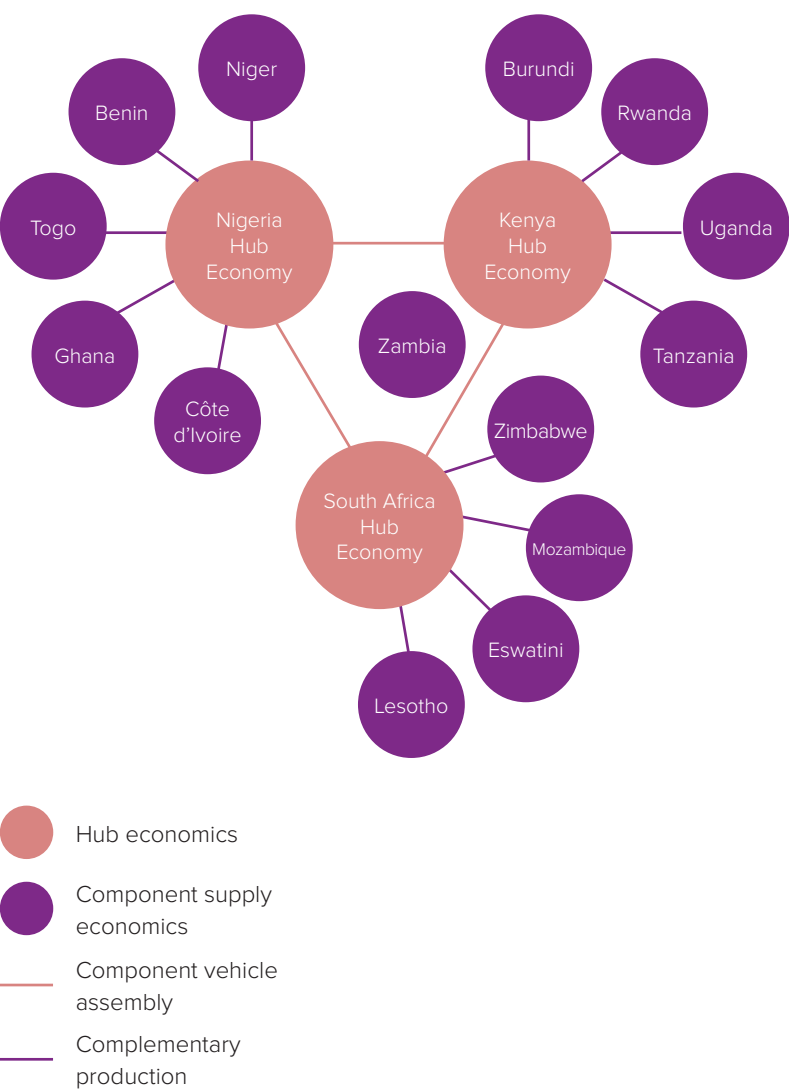 Niger
Burundi
Benin
Rwanda
Togo
Nigeria
Hub
Economy
Kenya
Hub
Economy
Uganda
Ghana
Zambia
Tanzania
Côte
d'Ivoire
Zimbabwe
South Africa
Hub
Economy
Mozambique
Eswatini
Lesotho
Hub economics
Component supply
economics
Component vehicle
assembly
Complementary
production